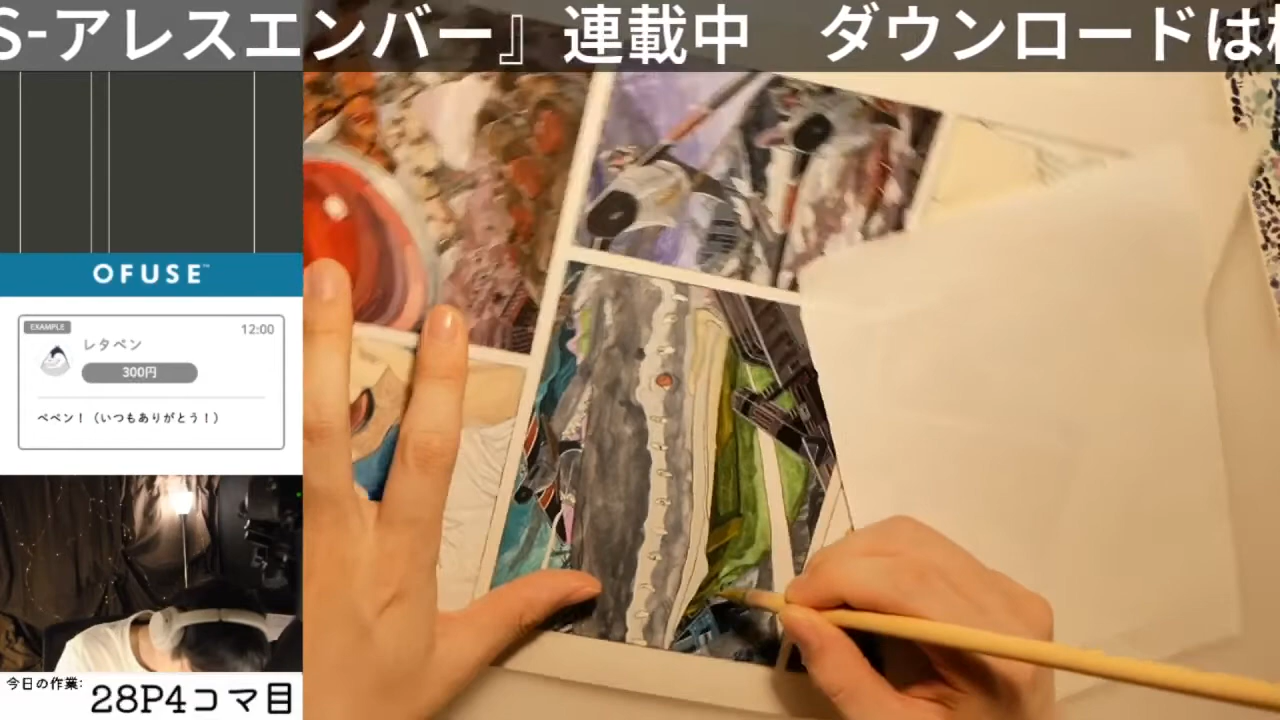 S-アレスエンバー』連載中　ダウンロードは
OFUSE™
EXAMPLE
12:00
レタペン
300円
ペペン！（いつもありがとう！）
今日の作業:
28P4コマ目